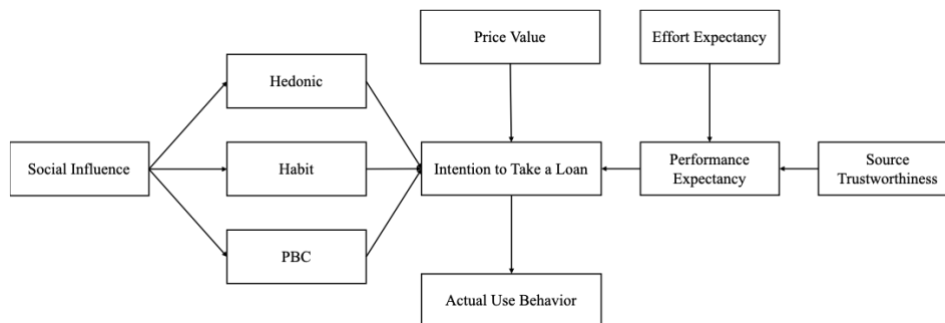 Price Value
Effort Expectancy
Hedonic
Social Influence
Habit
Intention to Take a Loan
Performance
Expectancy
Source
Trustworthiness
PBC
Actual Use Behavior